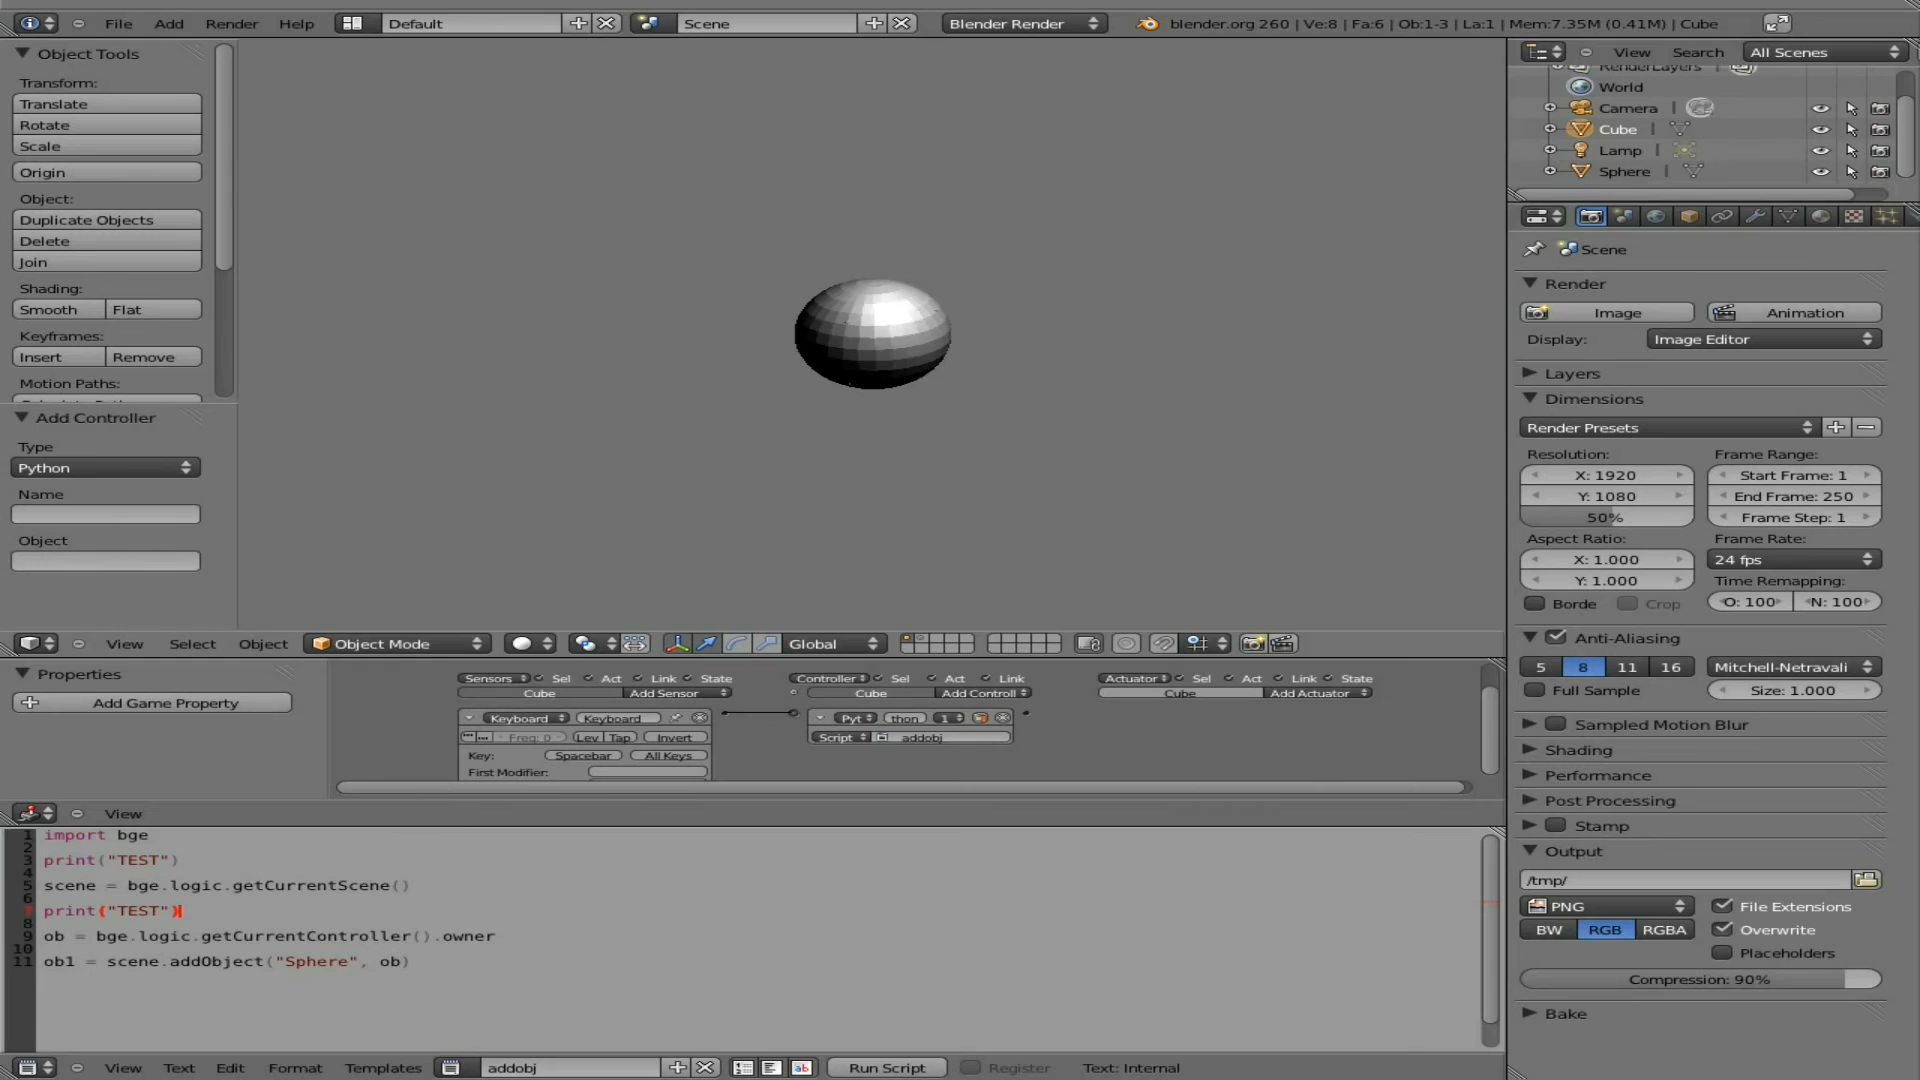 File Add Render Help Default Scene Blender Render blender.org 260 | Ve:8 | Fa:6 | Ob:1-3 | La:1 | Mem:7.35M (0.41M) | Cube
Object Tools
Transform:
Translate
Rotate
Scale
Origin
Object:
Duplicate Objects
Delete
Join
Shading:
Smooth Flat
Keyframes:
Insert Remove
Motion Paths:
Add Controller
Type
Python
Name
Object
View Select Object Object Mode Global
Properties
Add Game Property
Sensors Sel Act Link State
Cube Add Sensor
Keyboard Keyboard
Freq: 0 Lev Tap Invert
Key: Spacebar All Keys
First Modifier:
Controller Sel Act Link
Cube Add Controll
Pyt thon 1
Script addobj
Actuator Sel Act Link State
Cube Add Actuator
View
1 import bge
2
3 print("TEST")
4
5 scene = bge.logic.getCurrentScene()
6
7 print("TEST")
8
9 ob = bge.logic.getCurrentController().owner
10
11 ob1 = scene.addObject("Sphere", ob)
View Text Edit Format Templates addobj Run Script Register Text: Internal
View Search All Scenes
RenderLayers |
World
Camera |
Cube |
Lamp |
Sphere |
Scene
Render
Image Animation
Display: Image Editor
Layers
Dimensions
Render Presets
Resolution: Frame Range:
X: 1920 Start Frame: 1
Y: 1080 End Frame: 250
50% Frame Step: 1
Aspect Ratio: Frame Rate:
X: 1.000 24 fps
Y: 1.000 Time Remapping:
Borde Crop O: 100 N: 100
Anti-Aliasing
5 8 11 16 Mitchell-Netravali
Full Sample Size: 1.000
Sampled Motion Blur
Shading
Performance
Post Processing
Stamp
Output
/tmp/
PNG File Extensions
BW RGB RGBA Overwrite
Placeholders
Compression: 90%
Bake